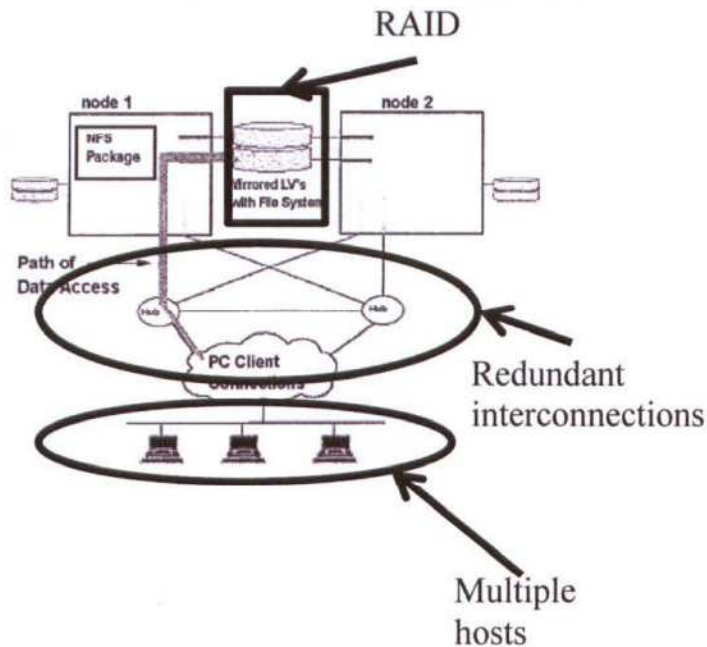 RAID
node 1
node 2
NFS
Package
Mirrored LV's
with File System
Path of
Data Access
Hub
Hub
PC Client
Connections
Redundant
interconnections
Multiple
hosts